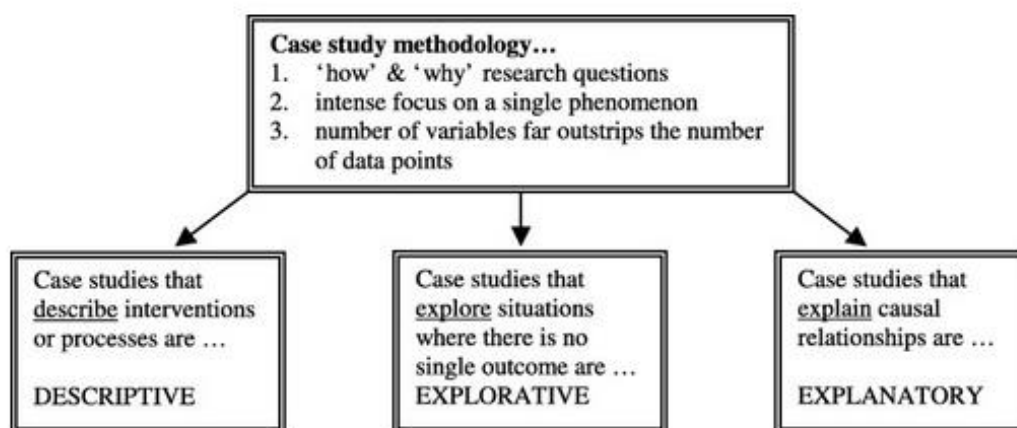 Case study methodology…
1. ‘how’ & ‘why’ research questions
2. intense focus on a single phenomenon
3. number of variables far outstrips the number
of data points
Case studies that
describe interventions
or processes are …
DESCRIPTIVE
Case studies that
explore situations
where there is no
single outcome are …
EXPLORATIVE
Case studies that
explain causal
relationships are …
EXPLANATORY